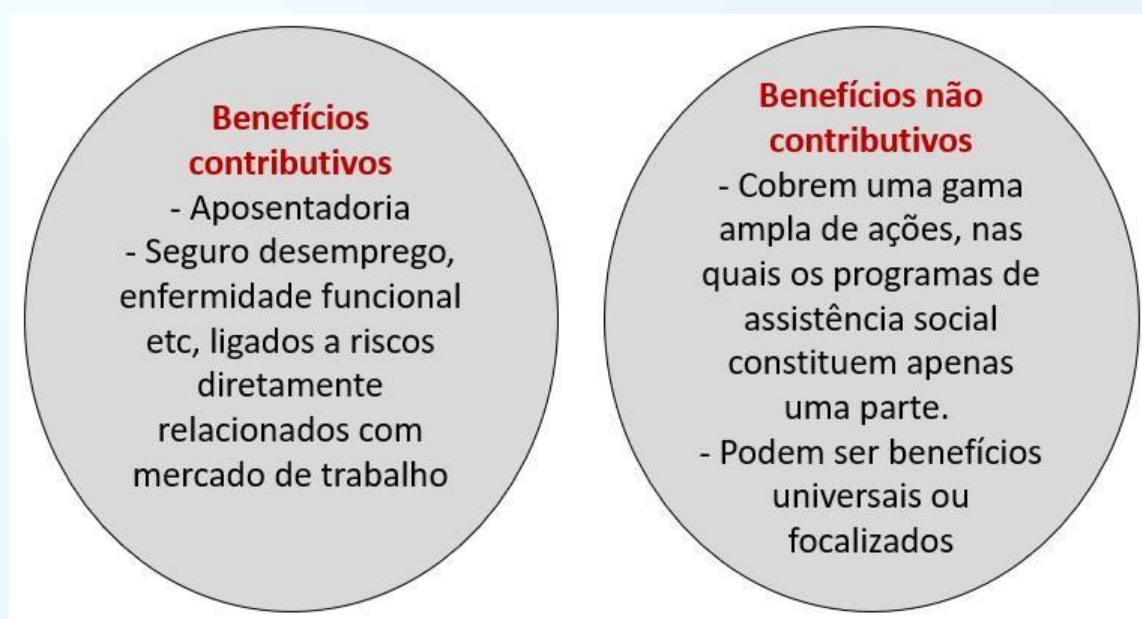 Benefícios
contributivos
- Aposentadoria
- Seguro desemprego,
enfermidade funcional
etc, ligados a riscos
diretamente
relacionados com
mercado de trabalho
Benefícios não
contributivos
- Cobrem uma gama
ampla de ações, nas
quais os programas de
assistência social
constituem apenas
uma parte.
- Podem ser benefícios
universais ou
focalizados